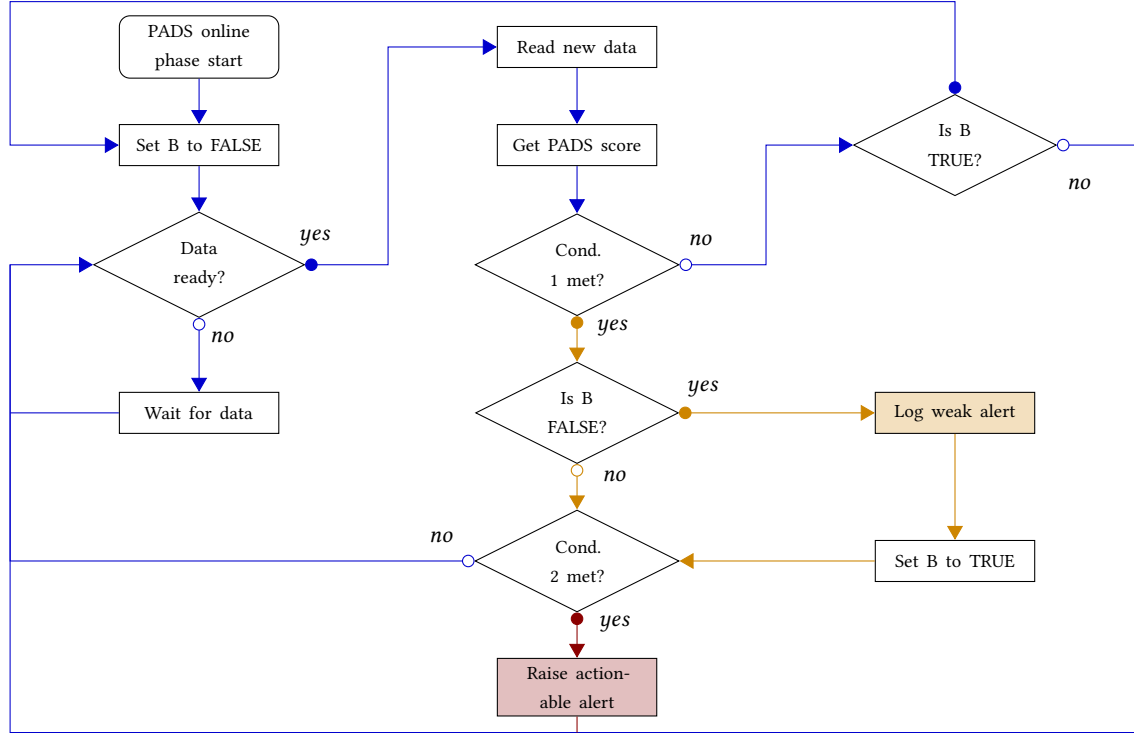 PADS online
phase start
Set B to FALSE
Data
ready?
yes
no
Wait for data
Read new data
Get PADS score
Cond.
1 met?
no
yes
Is B
TRUE?
no
Is B
FALSE?
yes
no
Log weak alert
Set B to TRUE
Cond.
2 met?
no
yes
Raise action-
able alert